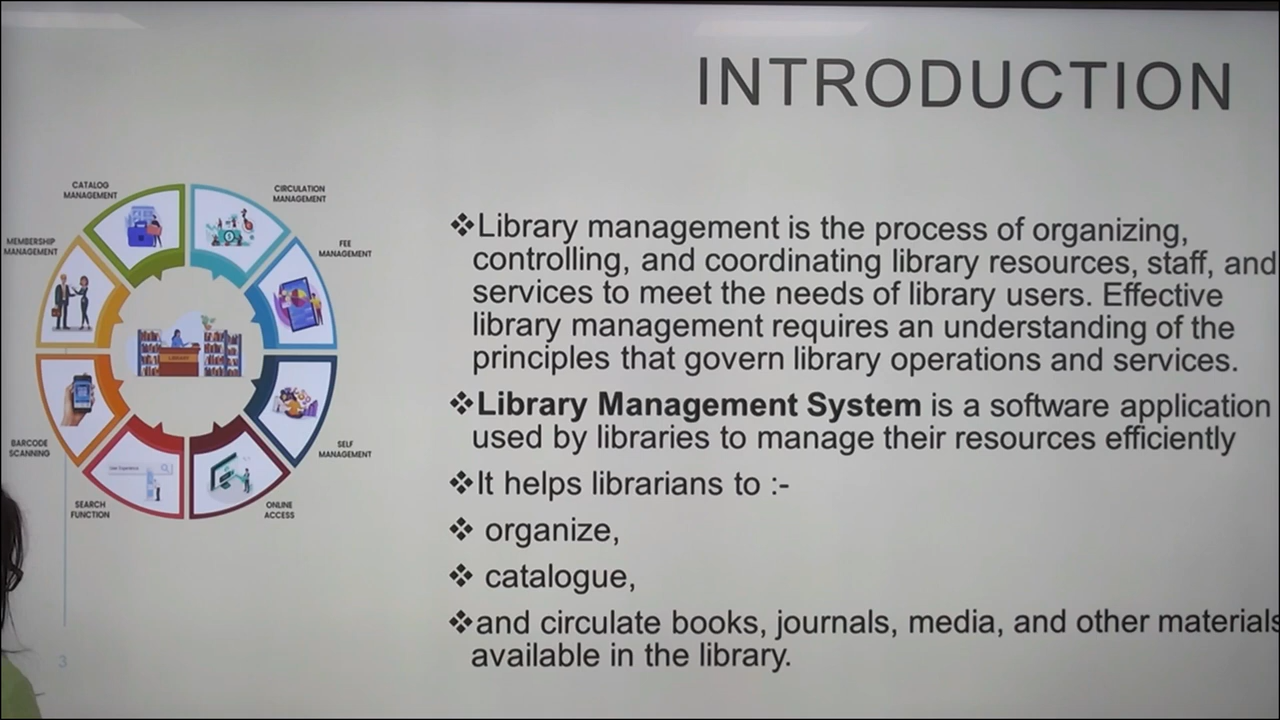 INTRODUCTION
CATALOG
MANAGEMENT
CIRCULATION
MANAGEMENT
MEMBERSHIP
MANAGEMENT
FEE
MANAGEMENT
LIBRARY
BARCODE
SCANNING
SELF
MANAGEMENT
SEARCH
FUNCTION
ONLINE
ACCESS
❖Library management is the process of organizing,
controlling, and coordinating library resources, staff, and
services to meet the needs of library users. Effective
library management requires an understanding of the
principles that govern library operations and services.
❖Library Management System is a software application
used by libraries to manage their resources efficiently
❖It helps librarians to :-
❖ organize,
❖ catalogue,
❖and circulate books, journals, media, and other materials
available in the library.
3